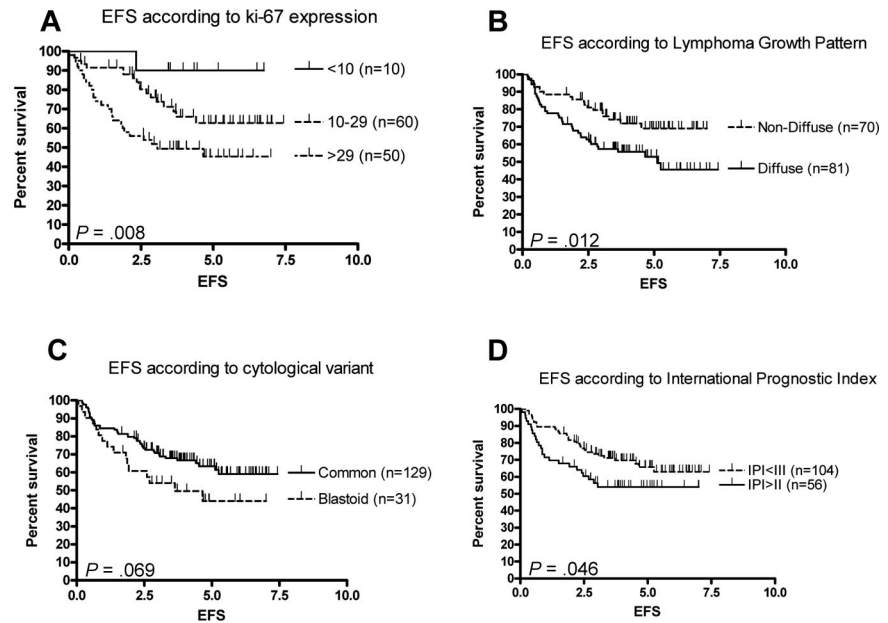 A
EFS according to ki-67 expression
Percent survival
100
90
80
70
60
50
40
30
20
10
0
<10 (n=10)
10-29 (n=60)
>29 (n=50)
P = .008
0.0 2.5 5.0 7.5 10.0
EFS
B
EFS according to Lymphoma Growth Pattern
Percent survival
100
90
80
70
60
50
40
30
20
10
0
Non-Diffuse (n=70)
Diffuse (n=81)
P = .012
0.0 2.5 5.0 7.5 10.0
EFS
C
EFS according to cytological variant
Percent survival
100
90
80
70
60
50
40
30
20
10
0
Common (n=129)
Blastoid (n=31)
P = .069
0.0 2.5 5.0 7.5 10.0
EFS
D
EFS according to International Prognostic Index
Percent survival
100
90
80
70
60
50
40
30
20
10
0
IPI<III (n=104)
IPI>II (n=56)
P = .046
0.0 2.5 5.0 7.5 10.0
EFS